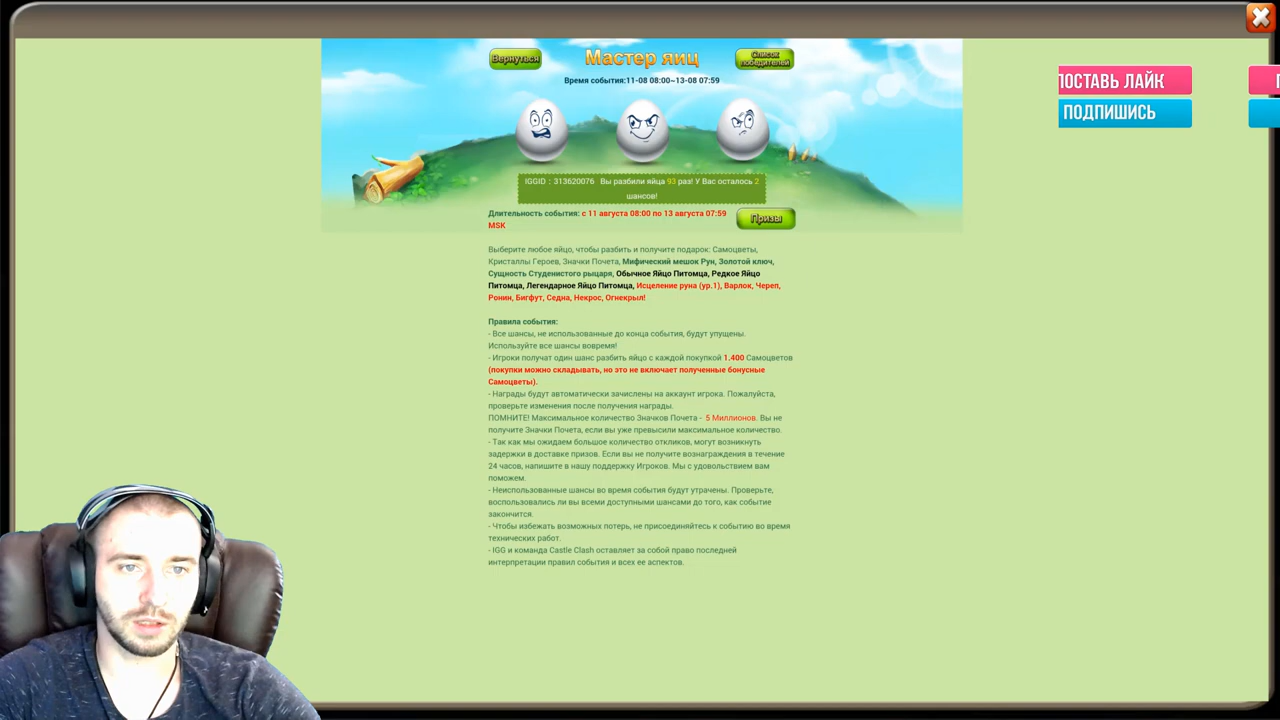 Вернуться
Мастер яиц
Список
победителей
Время события:11-08 08:00~13-08 07:59
ПОСТАВЬ ЛАЙК
ПОДПИШИСЬ
IGGID：313620076 Вы разбили яйца 93 раз! У Вас осталось 2
шансов!
Длительность события: с 11 августа 08:00 по 13 августа 07:59
MSK
Призы
Выберите любое яйцо, чтобы разбить и получите подарок: Самоцветы,
Кристаллы Героев, Значки Почета, Мифический мешок Рун, Золотой ключ,
Сущность Студенистого рыцаря, Обычное Яйцо Питомца, Редкое Яйцо
Питомца, Легендарное Яйцо Питомца, Исцеление руна (ур.1), Варлок, Череп,
Ронин, Бигфут, Седна, Некрос, Огнекрыл!
Правила события:
- Все шансы, не использованные до конца события, будут упущены.
Используйте все шансы вовремя!
- Игроки получат один шанс разбить яйцо с каждой покупкой 1.400 Самоцветов
(покупки можно складывать, но это не включает полученные бонусные
Самоцветы).
- Награды будут автоматически зачислены на аккаунт игрока. Пожалуйста,
проверьте изменения после получения награды.
ПОМНИТЕ! Максимальное количество Значков Почета - 5 Миллионов. Вы не
получите Значки Почета, если вы уже превысили максимальное количество.
- Так как мы ожидаем большое количество откликов, могут возникнуть
задержки в доставке призов. Если вы не получите вознаграждения в течение
24 часов, напишите в нашу поддержку Игроков. Мы с удовольствием вам
поможем.
- Неиспользованные шансы во время события будут утрачены. Проверьте,
воспользовались ли вы всеми доступными шансами до того, как событие
закончится.
- Чтобы избежать возможных потерь, не присоединяйтесь к событию во время
технических работ.
- IGG и команда Castle Clash оставляет за собой право последней
интерпретации правил события и всех ее аспектов.